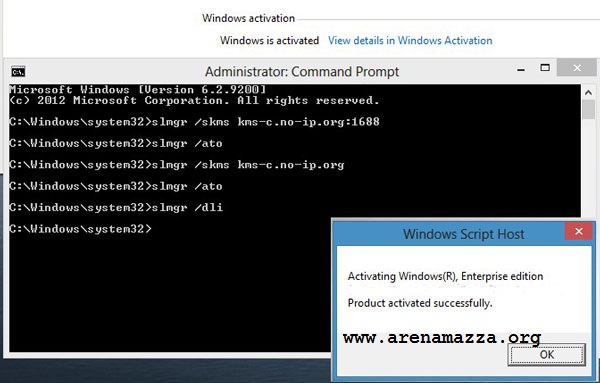 Windows activation
Windows is activated View details in Windows Activation
Administrator: Command Prompt
Microsoft Windows [Version 6.2.9200]
(c) 2012 Microsoft Corporation. All rights reserved.
C:\Windows\system32>slmgr /skms kms-c.no-ip.org:1688
C:\Windows\system32>slmgr /ato
C:\Windows\system32>slmgr /skms kms-c.no-ip.org
C:\Windows\system32>slmgr /ato
C:\Windows\system32>slmgr /dli
C:\Windows\system32>
Windows Script Host
Activating Windows(R), Enterprise edition
Product activated successfully.
www.arenamazza.org
OK